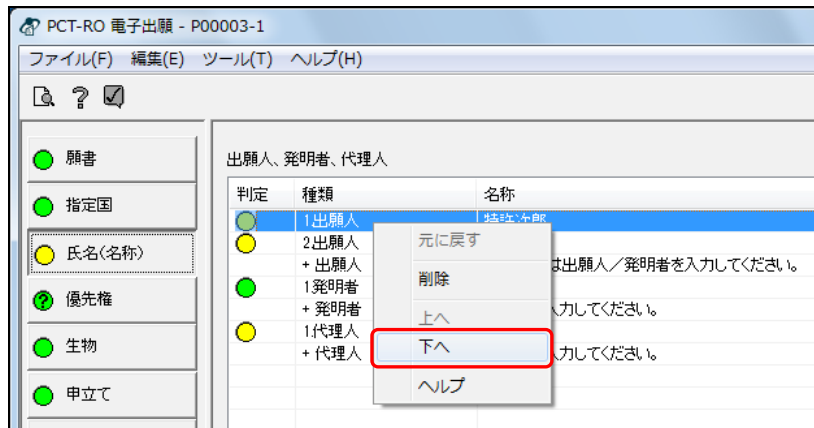 PCT-RO 電子出願 - P00003-1
ファイル(F) 編集(E) ツール(T) ヘルプ(H)
願書
指定国
氏名(名称)
優先権
生物
申立て
出願人、発明者、代理人
判定 種類 名称
1出願人 特許次郎
2出願人
+ 出願人 は出願人／発明者を入力してください。
1発明者
+ 発明者 入力してください。
1代理人
+ 代理人 入力してください。
元に戻す
削除
上へ
下へ
ヘルプ